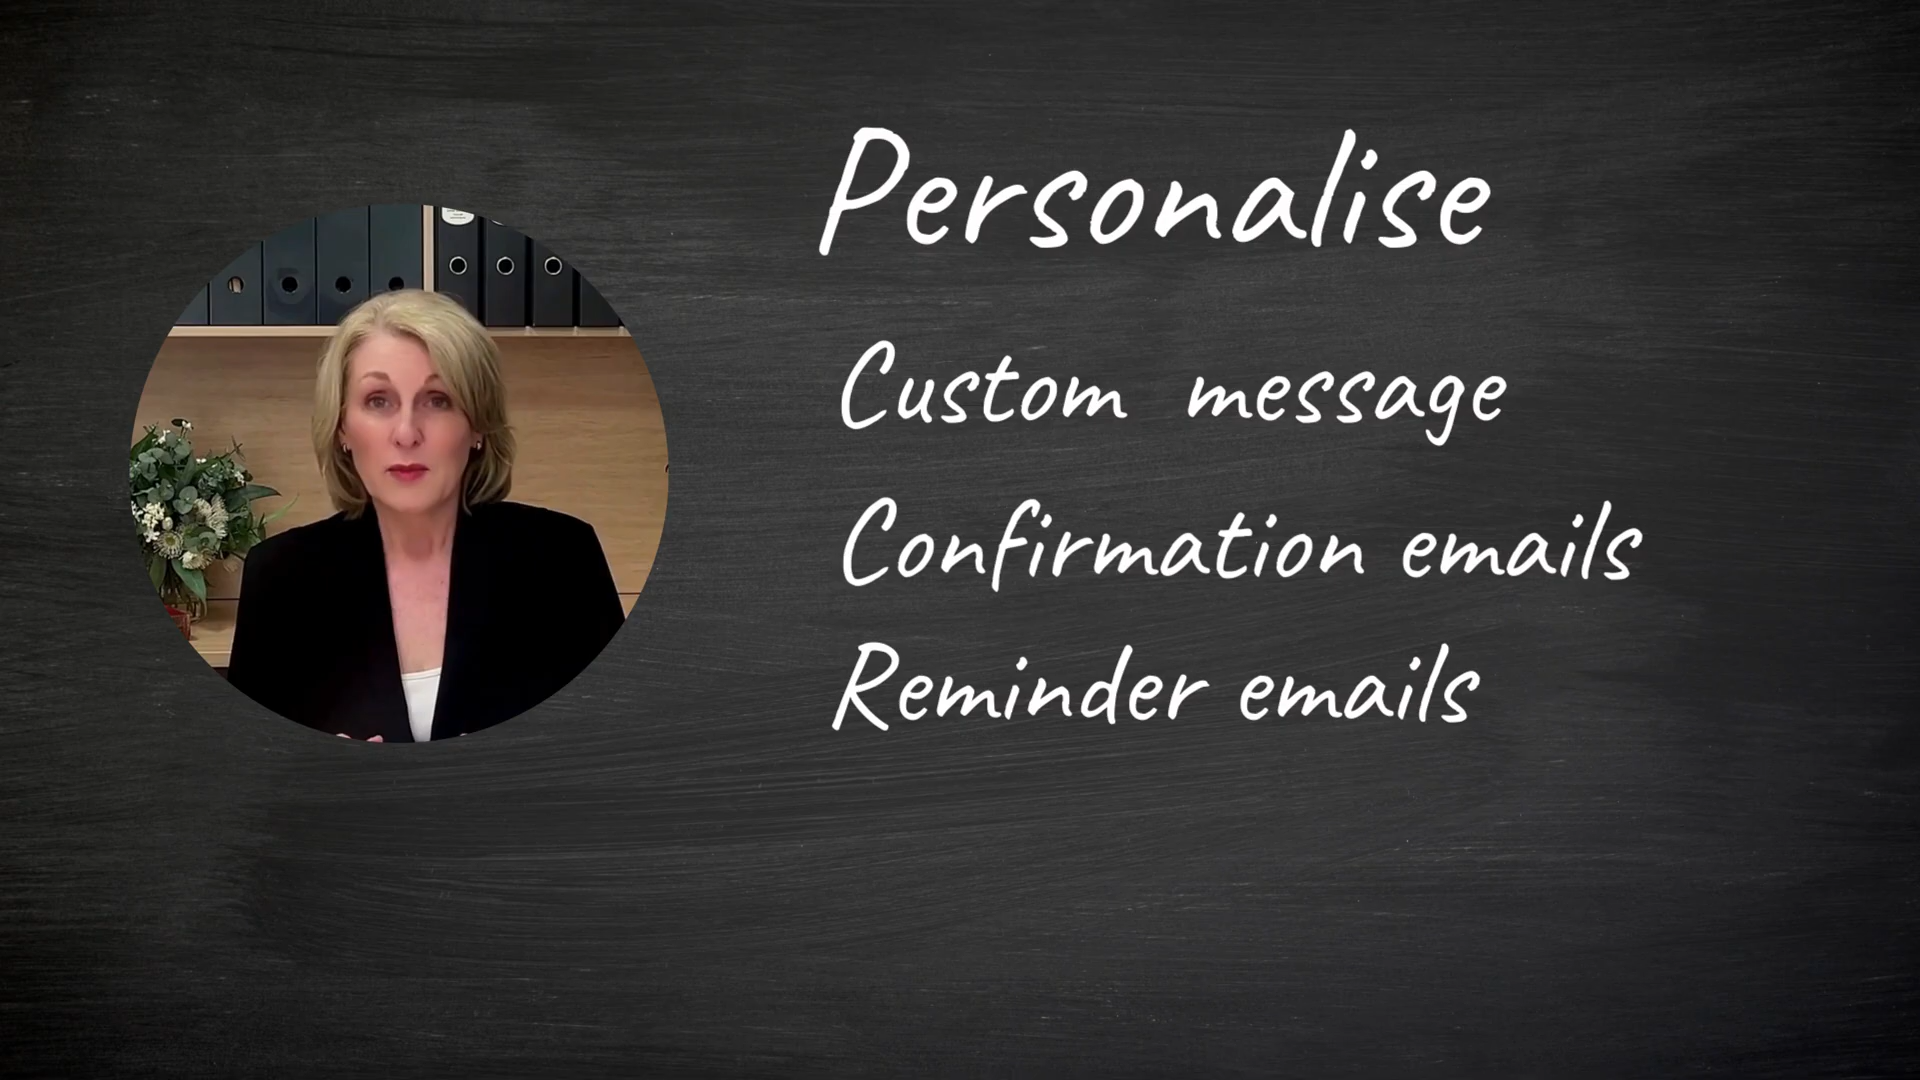 Personalise
Custom message
Confirmation emails
Reminder emails